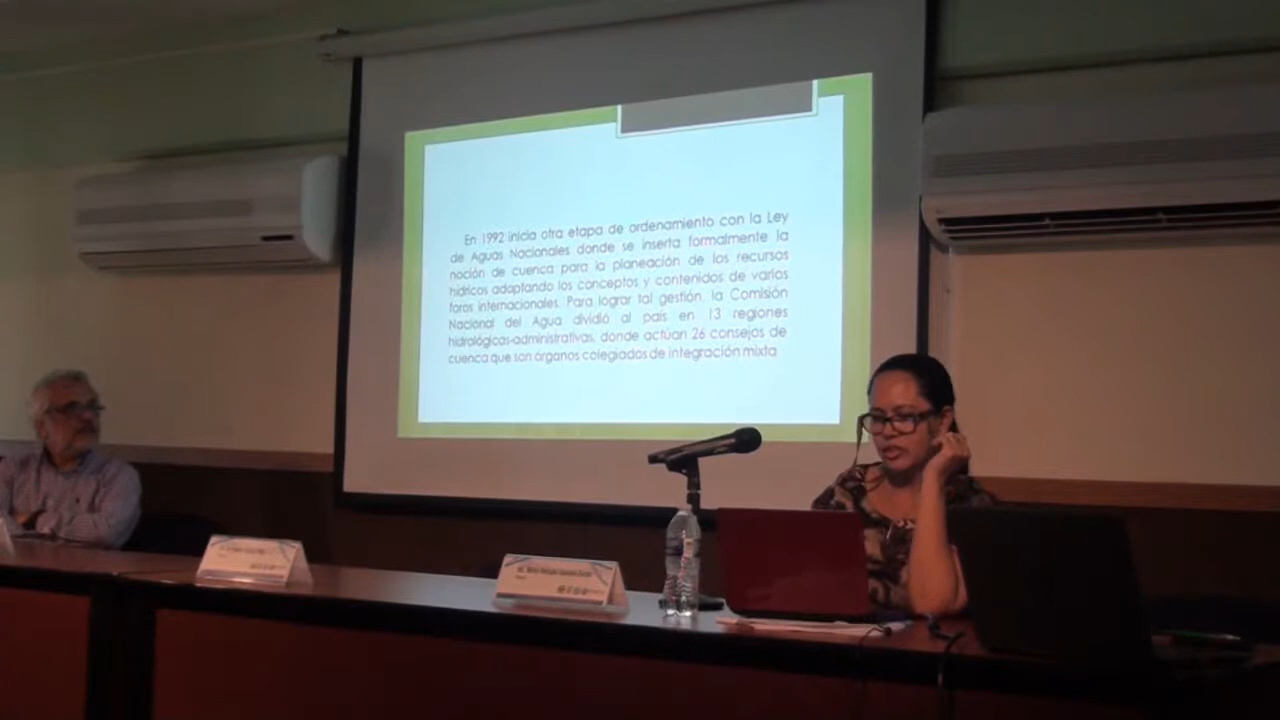 En 1992 inicia otra etapa de ordenamiento con la Ley
de Aguas Nacionales donde se inserta formalmente la
noción de cuenca para la planeación de los recursos
hídricos adaptando los conceptos y contenidos de varios
foros internacionales. Para lograr tal gestión, la Comisión
Nacional del Agua dividió al país en 13 regiones
hidrológicas-administrativas, donde actúan 26 consejos de
cuenca que son órganos colegiados de integración mixta